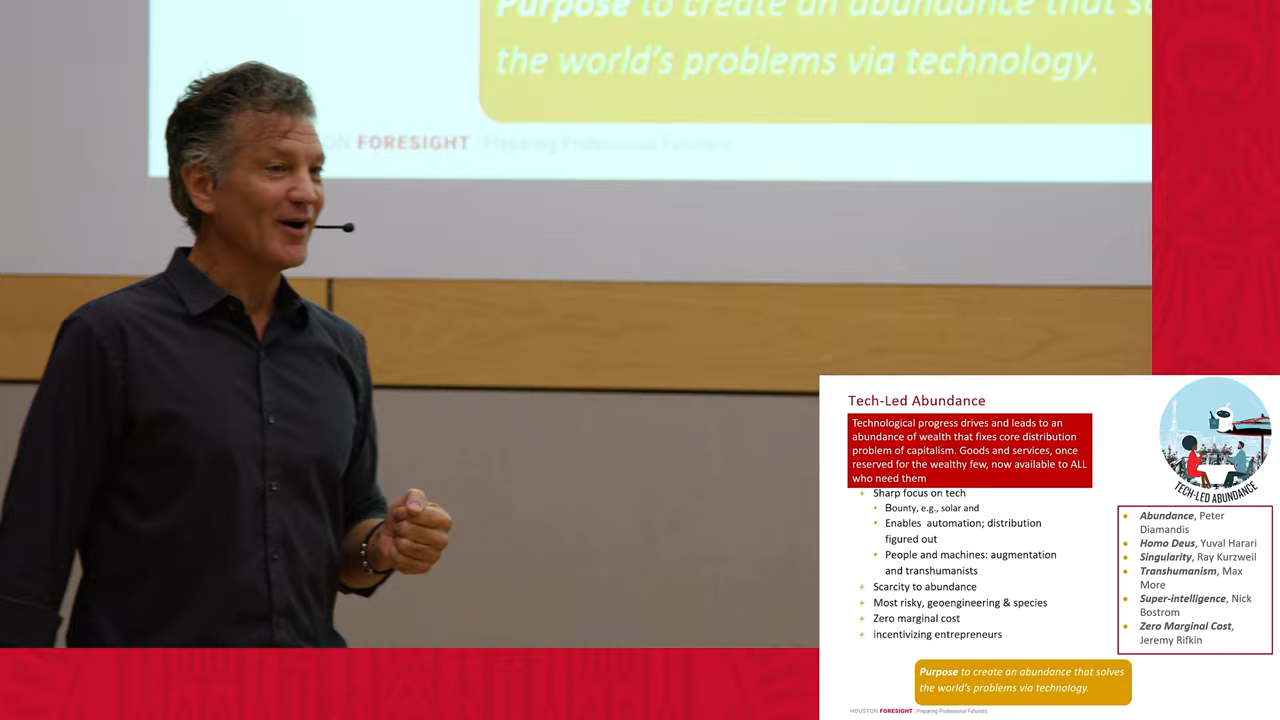 Purpose to create an abundance that
the world's problems via technology.
ON FORESIGHT Preparing Professional Futurists
Tech-Led Abundance
Technological progress drives and leads to an
abundance of wealth that fixes core distribution
problem of capitalism. Goods and services, once
reserved for the wealthy few, now available to ALL
who need them
+ Sharp focus on tech
• Bounty, e.g., solar and
• Enables automation; distribution
figured out
• People and machines: augmentation
and transhumanists
+ Scarcity to abundance
+ Most risky, geoengineering & species
+ Zero marginal cost
+ incentivizing entrepreneurs
TECH-LED ABUNDANCE
• Abundance, Peter
Diamandis
• Homo Deus, Yuval Harari
• Singularity, Ray Kurzweil
• Transhumanism, Max
More
• Super-intelligence, Nick
Bostrom
• Zero Marginal Cost,
Jeremy Rifkin
Purpose to create an abundance that solves
the world's problems via technology.
HOUSTON FORESIGHT | Preparing Professional Futurists